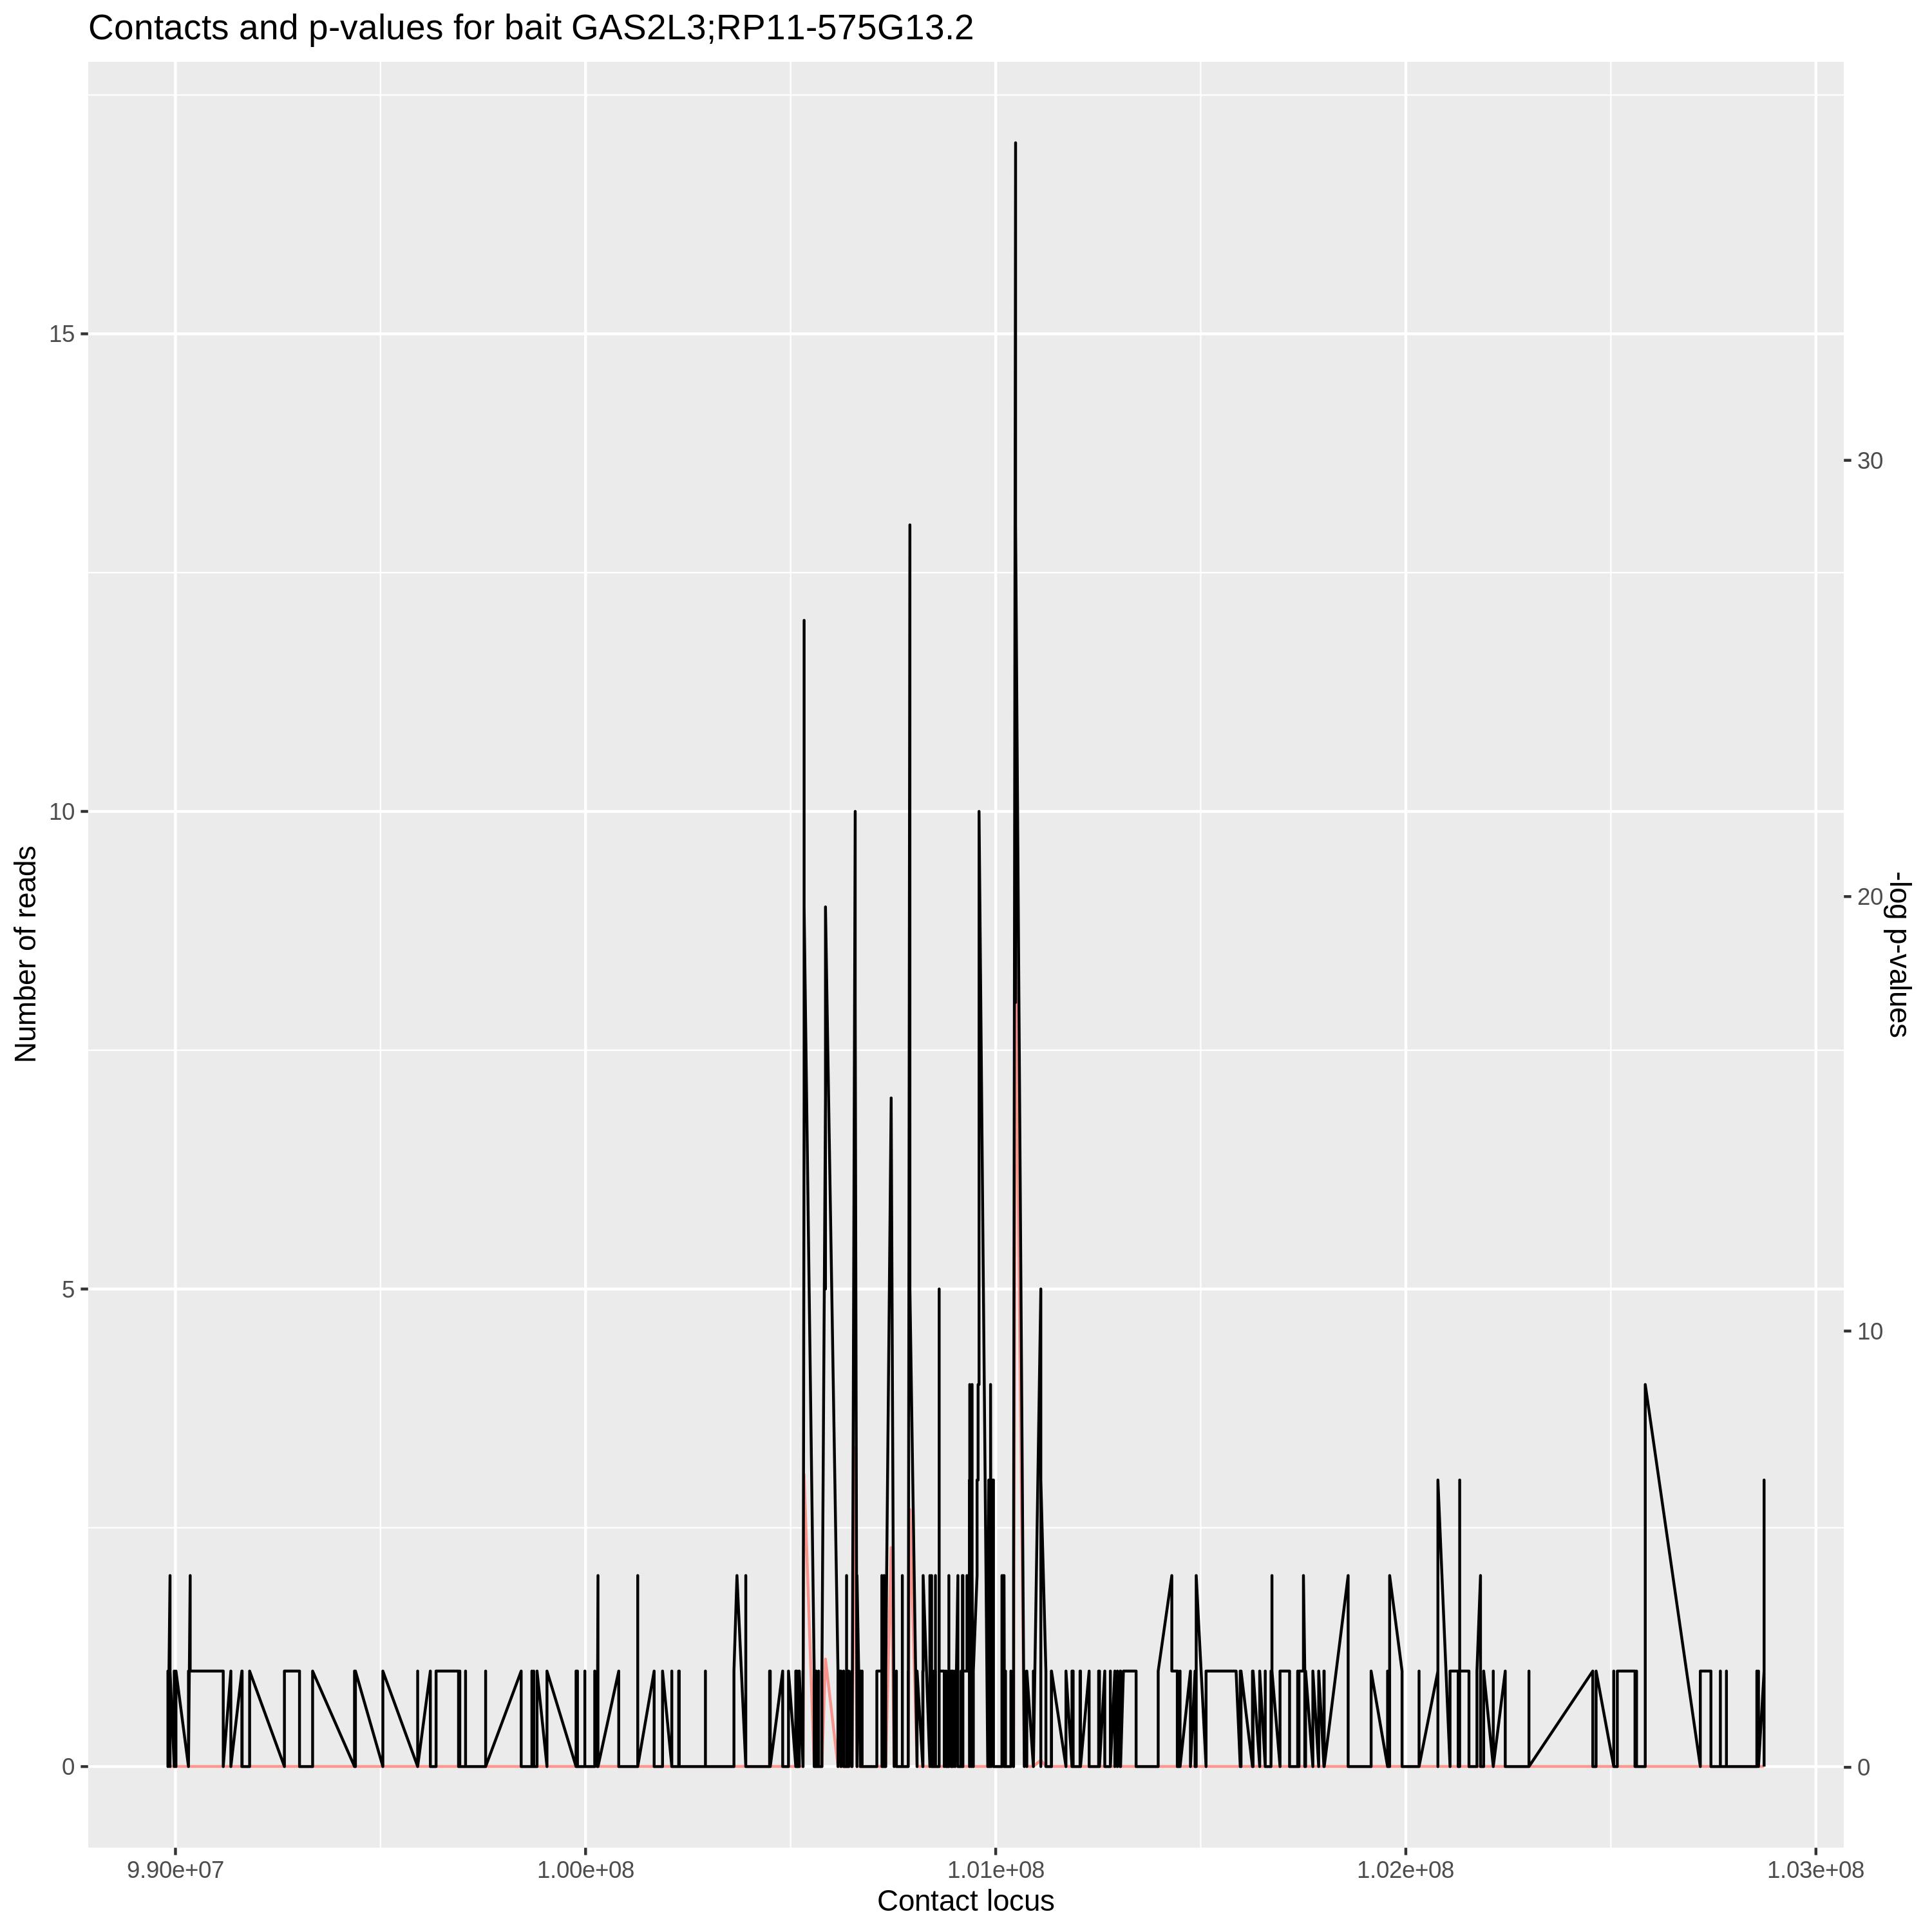 Contacts and p-values for bait GAS2L3;RP11-575G13.2
15
10
5
0
Number of reads
30
20
10
0
-log p-values
9.90e+07 1.00e+08 1.01e+08 1.02e+08 1.03e+08
Contact locus